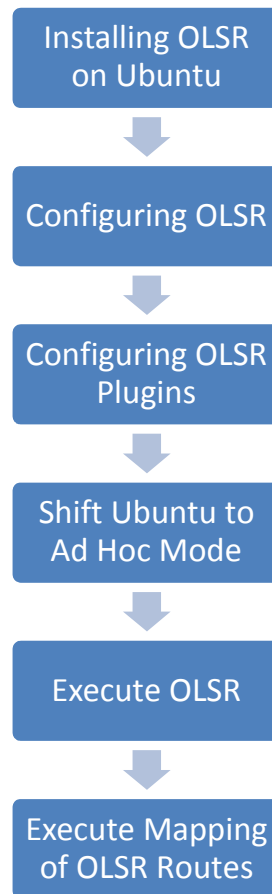 Installing OLSR
on Ubuntu
Configuring OLSR
Configuring OLSR
Plugins
Shift Ubuntu to
Ad Hoc Mode
Execute OLSR
Execute Mapping
of OLSR Routes